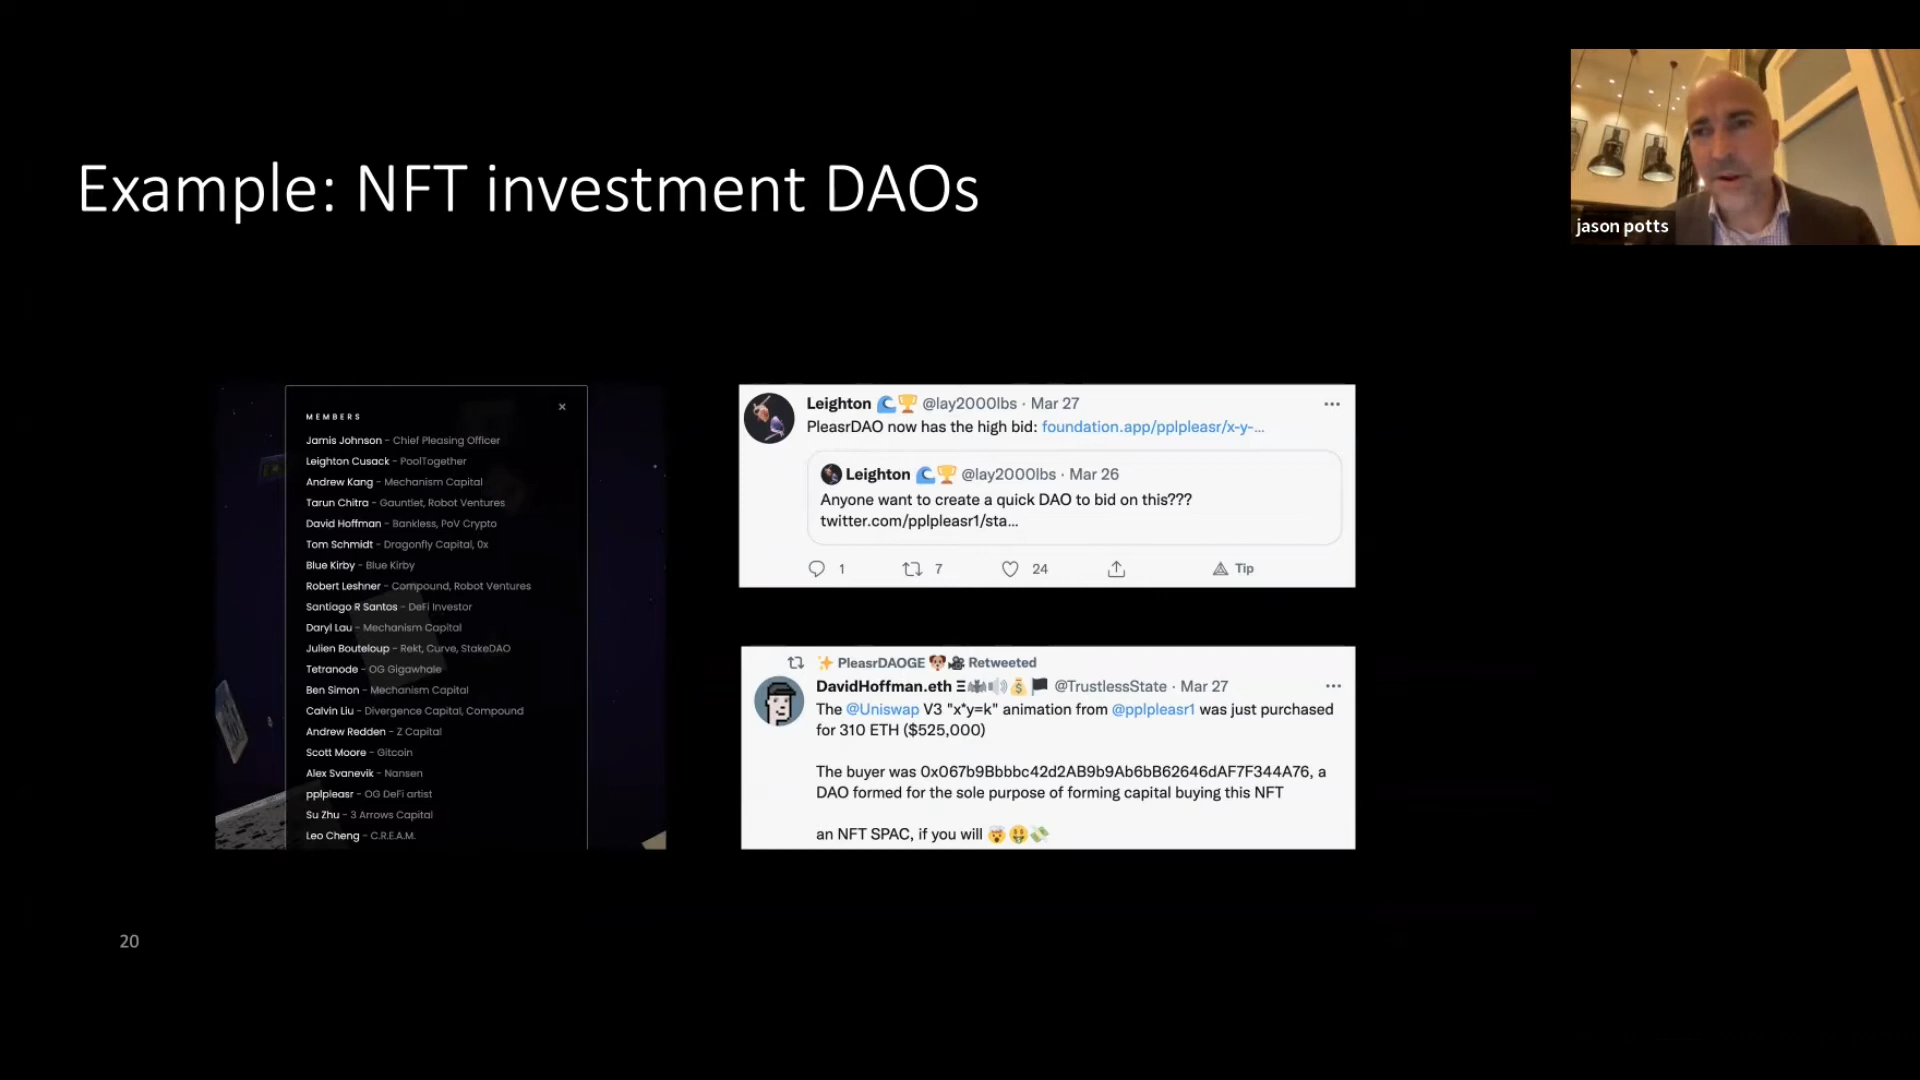 Example: NFT investment DAOs
jason potts
MEMBERS
Jamis Johnson - Chief Pleasing Officer
Leighton Cusack - PoolTogether
Andrew Kang - Mechanism Capital
Tarun Chitra - Gauntlet, Robot Ventures
David Hoffman - Bankless, PoV Crypto
Tom Schmidt - Dragonfly Capital, 0x
Blue Kirby - Blue Kirby
Robert Leshner - Compound, Robot Ventures
Santiago R Santos - DeFi Investor
Daryl Lau - Mechanism Capital
Julien Bouteloup - Rekt, Curve, StakeDAO
Tetranode - OG Gigawhale
Ben Simon - Mechanism Capital
Calvin Liu - Divergence Capital, Compound
Andrew Redden - Z Capital
Scott Moore - Gitcoin
Alex Svanevik - Nansen
pplpleasr - OG DeFi artist
Su Zhu - 3 Arrows Capital
Leo Cheng - C.R.E.A.M.
Leighton 🌊🏆 @lay2000lbs · Mar 27
PleasrDAO now has the high bid: foundation.app/pplpleasr/x-y-...
Leighton 🌊🏆 @lay2000lbs · Mar 26
Anyone want to create a quick DAO to bid on this???
twitter.com/pplpleasr1/sta...
1 7 24 Tip
✨ PleasrDAOGE 🐶🎥 Retweeted
DavidHoffman.eth Ξ🦇🔊💰🏴 @TrustlessState · Mar 27
The @Uniswap V3 "x*y=k" animation from @pplpleasr1 was just purchased
for 310 ETH ($525,000)
The buyer was 0x067b9Bbbbc42d2AB9b9Ab6bB62646dAF7F344A76, a
DAO formed for the sole purpose of forming capital buying this NFT
an NFT SPAC, if you will 🤯🤑💸
20